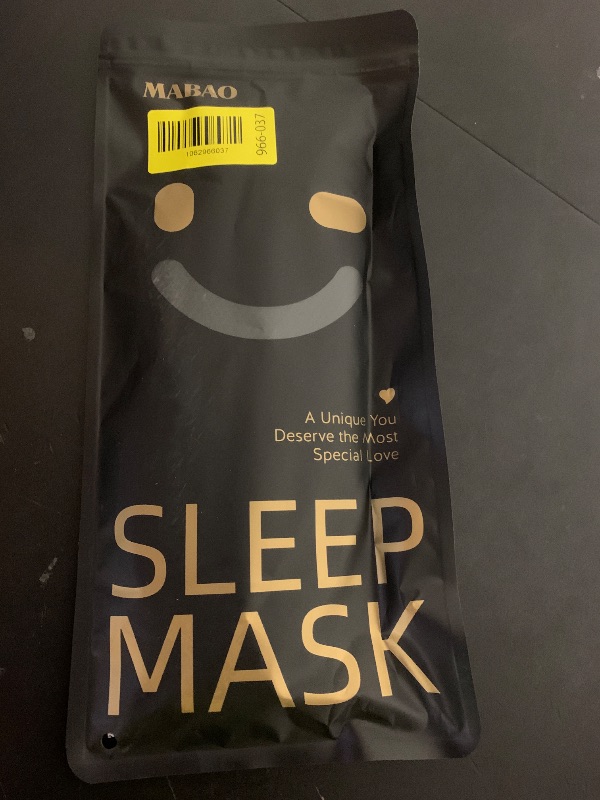 MABAO
966-037
A Unique You
Deserve the Most
Special Love
SLEEP
MASK